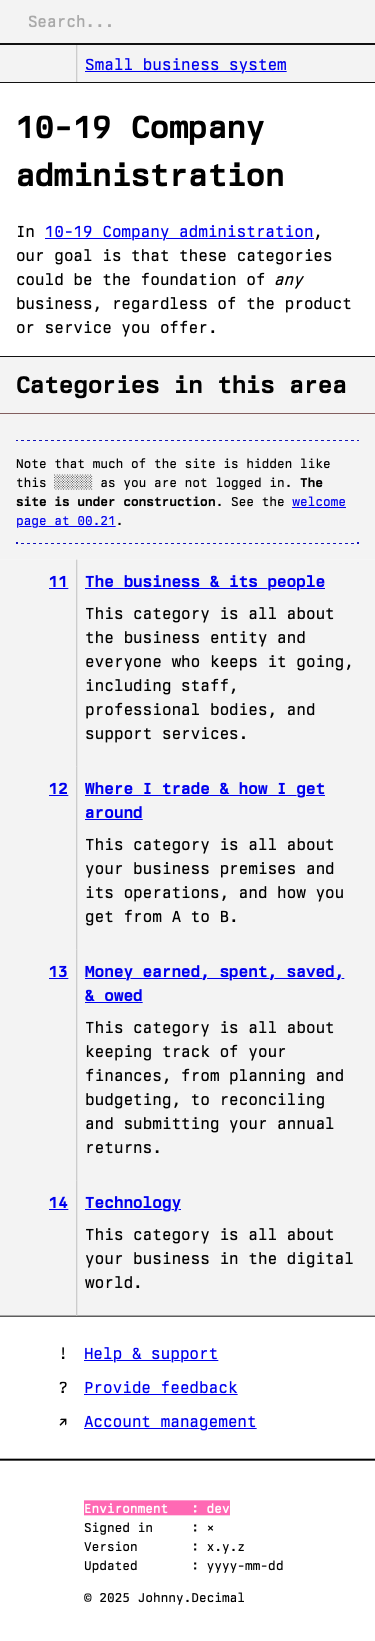 Search...
Small business system
10-19 Company
administration
In 10-19 Company administration,
our goal is that these categories
could be the foundation of any
business, regardless of the product
or service you offer.
Categories in this area
Note that much of the site is hidden like
this ░░░░░ as you are not logged in. The
site is under construction. See the welcome
page at 00.21.
11 The business & its people
This category is all about
the business entity and
everyone who keeps it going,
including staff,
professional bodies, and
support services.
12 Where I trade & how I get
around
This category is all about
your business premises and
its operations, and how you
get from A to B.
13 Money earned, spent, saved,
& owed
This category is all about
keeping track of your
finances, from planning and
budgeting, to reconciling
and submitting your annual
returns.
14 Technology
This category is all about
your business in the digital
world.
! Help & support
? Provide feedback
↗ Account management
Environment : dev
Signed in : ×
Version : x.y.z
Updated : yyyy-mm-dd
© 2025 Johnny.Decimal